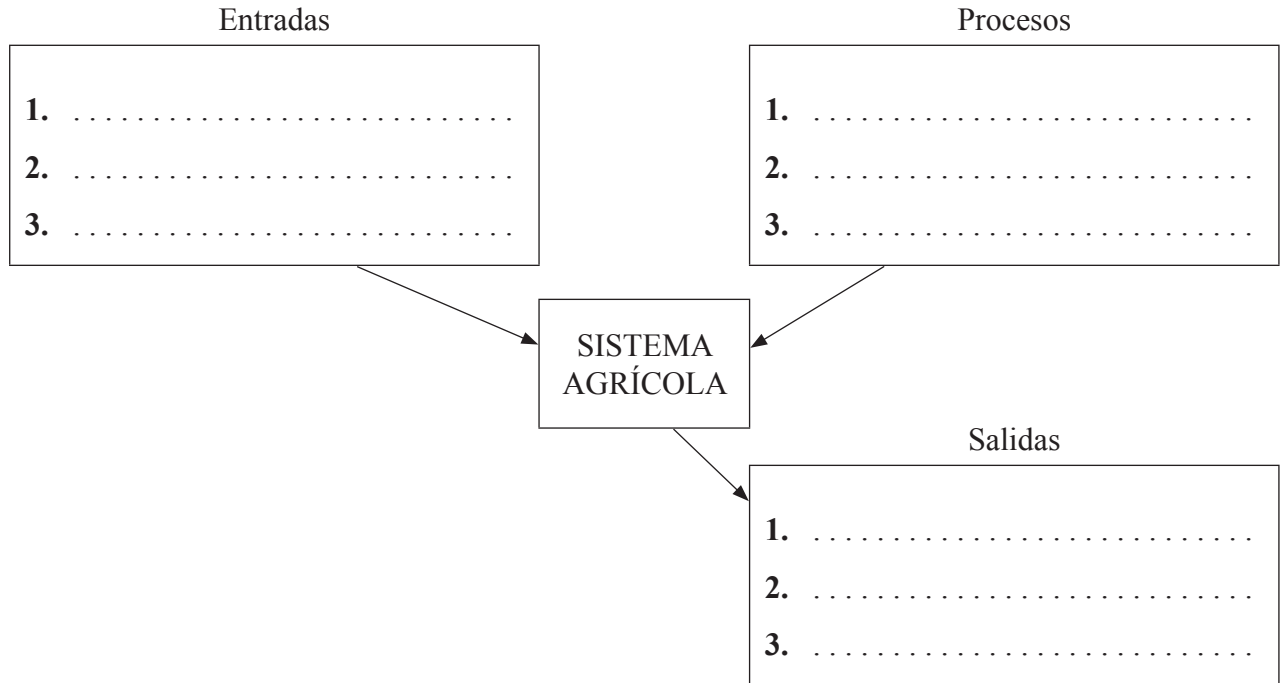 Entradas
1. . . . . . . . . . . . . . . . . . . . . . . . . . . . .
2. . . . . . . . . . . . . . . . . . . . . . . . . . . . .
3. . . . . . . . . . . . . . . . . . . . . . . . . . . . .
Procesos
1. . . . . . . . . . . . . . . . . . . . . . . . . . . . .
2. . . . . . . . . . . . . . . . . . . . . . . . . . . . .
3. . . . . . . . . . . . . . . . . . . . . . . . . . . . .
SISTEMA
AGRÍCOLA
Salidas
1. . . . . . . . . . . . . . . . . . . . . . . . . . . . .
2. . . . . . . . . . . . . . . . . . . . . . . . . . . . .
3. . . . . . . . . . . . . . . . . . . . . . . . . . . . .